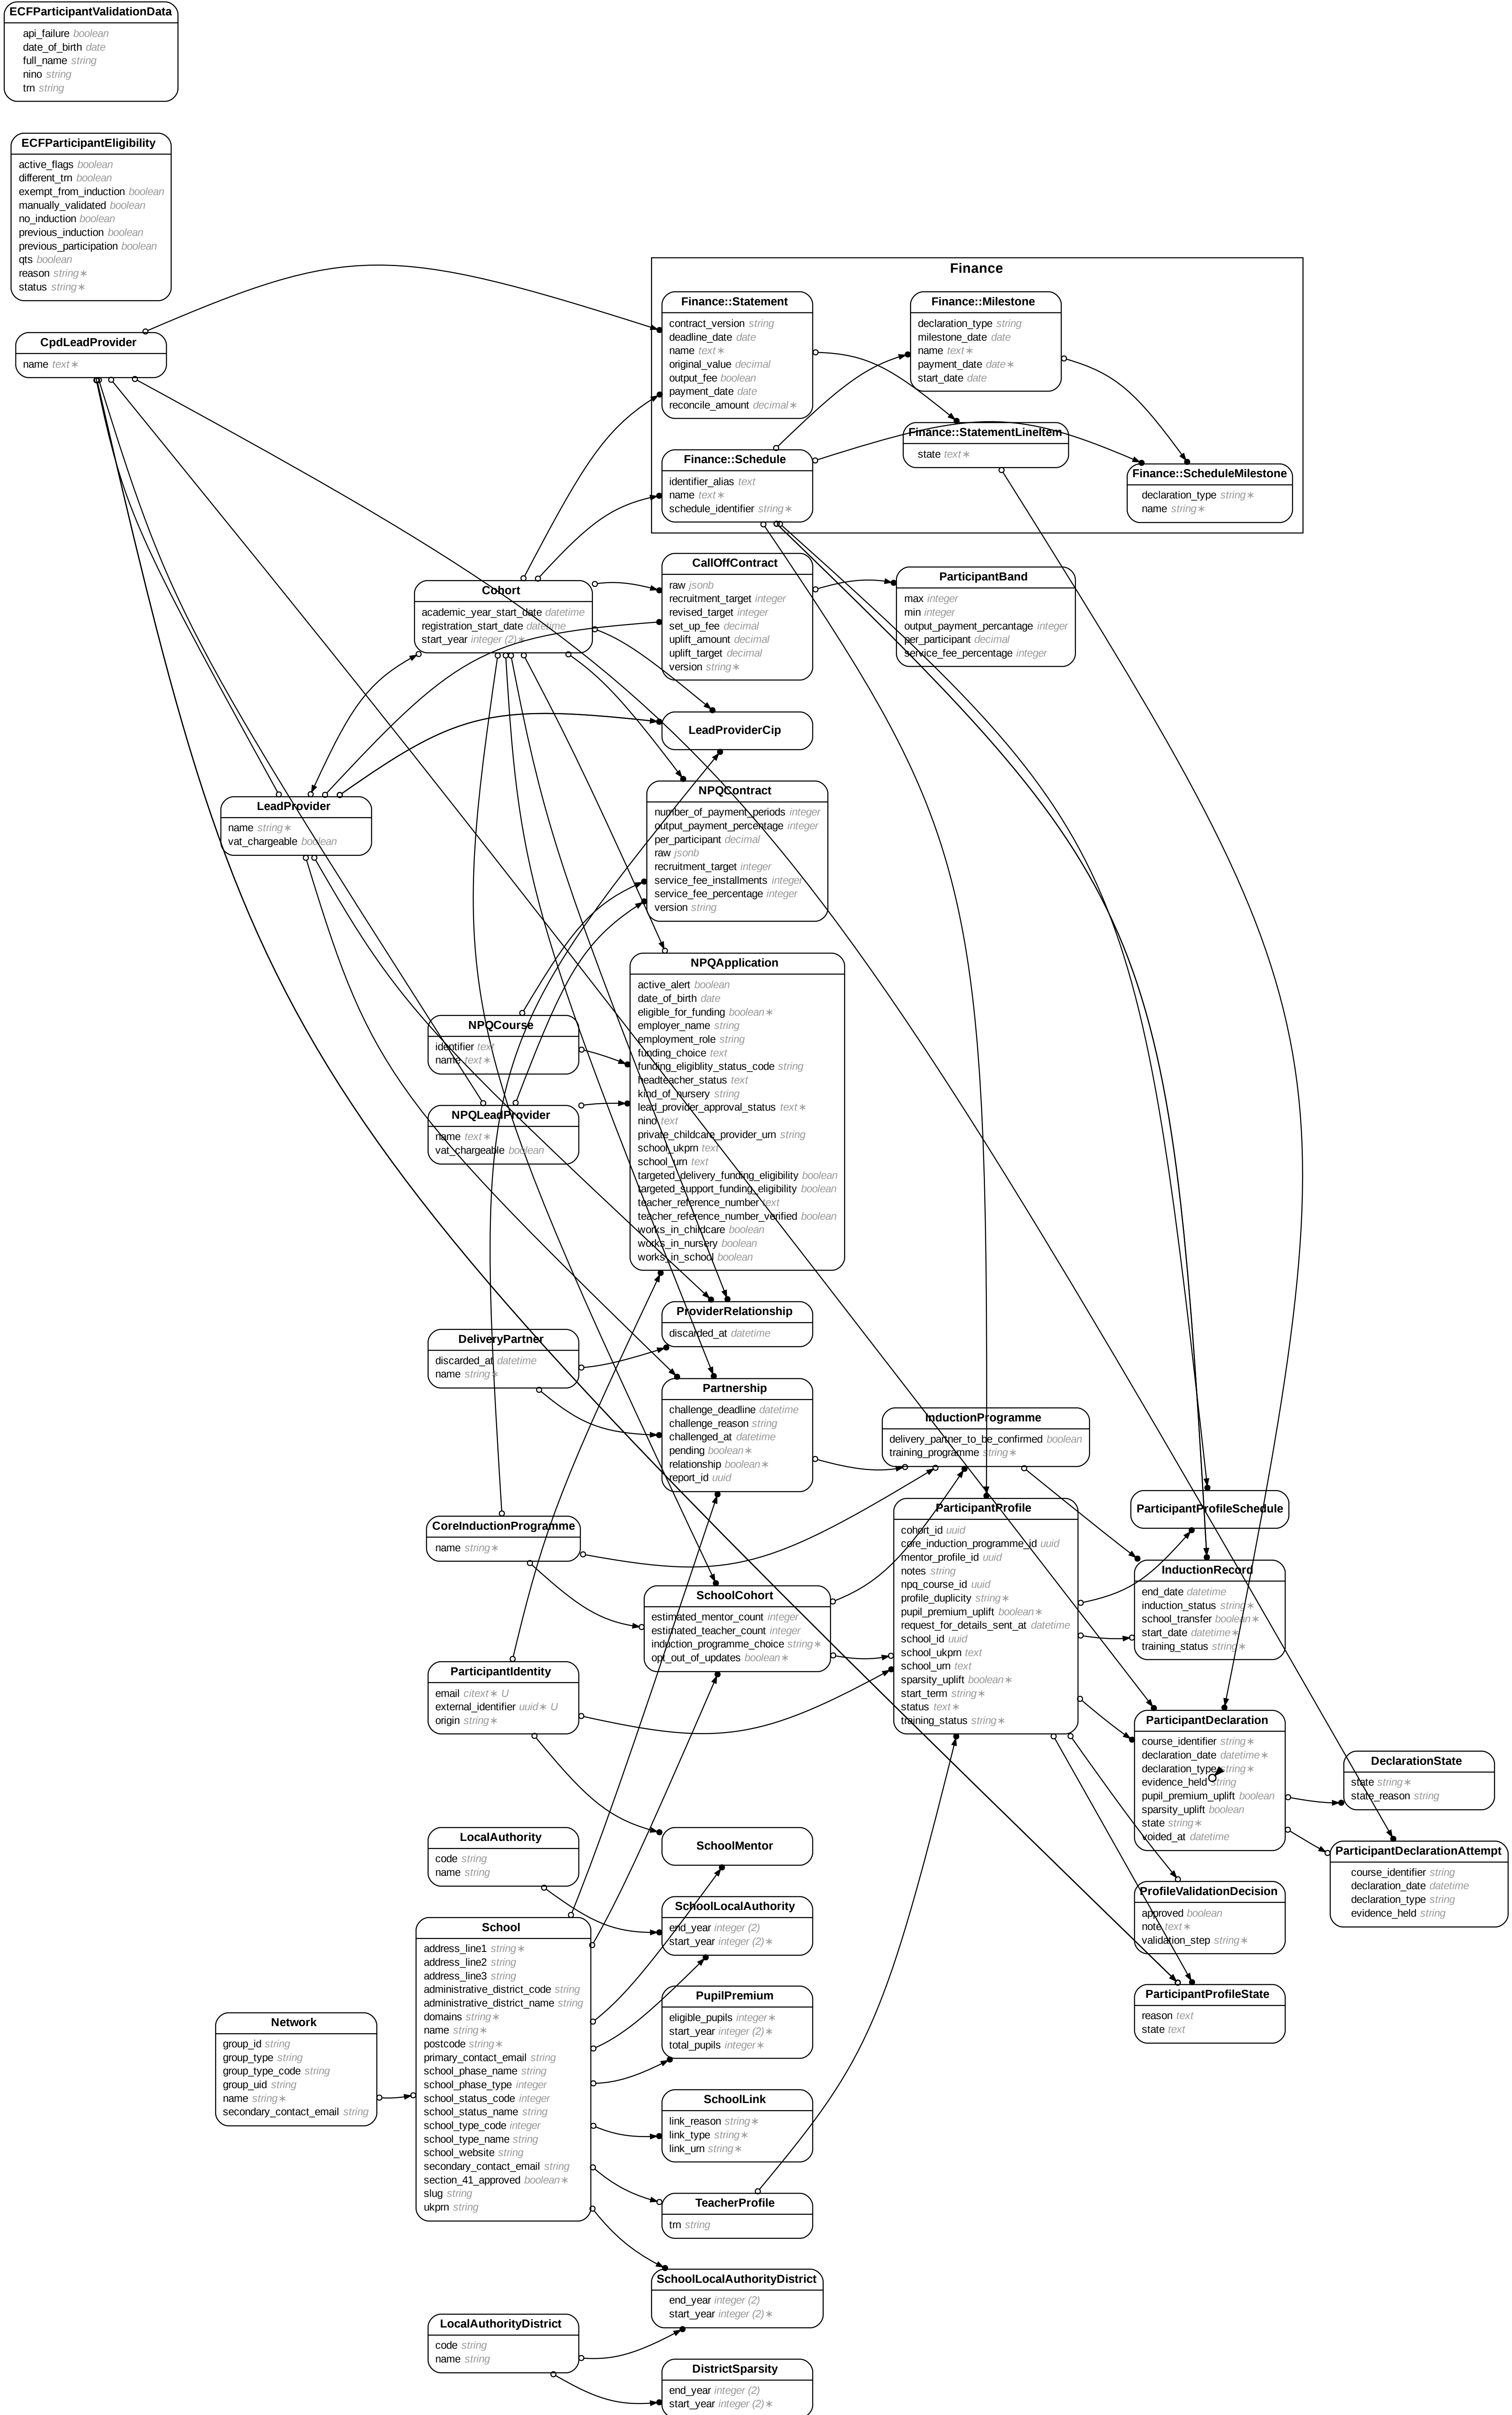 ECFParticipantValidationData
api_failure boolean
date_of_birth date
full_name string
nino string
trn string
ECFParticipantEligibility
active_flags boolean
different_trn boolean
exempt_from_induction boolean
manually_validated boolean
no_induction boolean
previous_induction boolean
previous_participation boolean
qts boolean
reason string∗
status string∗
CpdLeadProvider
name text∗
Finance
Finance::Statement
contract_version string
deadline_date date
name text∗
original_value decimal
output_fee boolean
payment_date date
reconcile_amount decimal∗
Finance::Milestone
declaration_type string
milestone_date date
name text∗
payment_date date∗
start_date date
Finance::StatementLineItem
state text∗
Finance::Schedule
identifier_alias text
name text∗
schedule_identifier string∗
Finance::ScheduleMilestone
declaration_type string∗
name string∗
Cohort
academic_year_start_date datetime
registration_start_date datetime
start_year integer (2)∗
CallOffContract
raw jsonb
recruitment_target integer
revised_target integer
set_up_fee decimal
uplift_amount decimal
uplift_target decimal
version string∗
ParticipantBand
max integer
min integer
output_payment_percantage integer
per_participant decimal
service_fee_percentage integer
LeadProviderCip
LeadProvider
name string∗
vat_chargeable boolean
NPQContract
number_of_payment_periods integer
output_payment_percentage integer
per_participant decimal
raw jsonb
recruitment_target integer
service_fee_installments integer
service_fee_percentage integer
version string
NPQApplication
active_alert boolean
date_of_birth date
eligible_for_funding boolean∗
employer_name string
employment_role string
funding_choice text
funding_eligiblity_status_code string
headteacher_status text
kind_of_nursery string
lead_provider_approval_status text∗
nino text
private_childcare_provider_urn string
school_ukprn text
school_urn text
targeted_delivery_funding_eligibility boolean
targeted_support_funding_eligibility boolean
teacher_reference_number text
teacher_reference_number_verified boolean
works_in_childcare boolean
works_in_nursery boolean
works_in_school boolean
NPQCourse
identifier text
name text∗
NPQLeadProvider
name text∗
vat_chargeable boolean
ProviderRelationship
discarded_at datetime
DeliveryPartner
discarded_at datetime
name string∗
Partnership
challenge_deadline datetime
challenge_reason string
challenged_at datetime
pending boolean∗
relationship boolean∗
report_id uuid
InductionProgramme
delivery_partner_to_be_confirmed boolean
training_programme string∗
ParticipantProfile
cohort_id uuid
core_induction_programme_id uuid
mentor_profile_id uuid
notes string
npq_course_id uuid
profile_duplicity string∗
pupil_premium_uplift boolean∗
request_for_details_sent_at datetime
school_id uuid
school_ukprn text
school_urn text
sparsity_uplift boolean∗
start_term string∗
status text∗
training_status string∗
ParticipantProfileSchedule
CoreInductionProgramme
name string∗
InductionRecord
end_date datetime
induction_status string∗
school_transfer boolean∗
start_date datetime∗
training_status string∗
SchoolCohort
estimated_mentor_count integer
estimated_teacher_count integer
induction_programme_choice string∗
opt_out_of_updates boolean∗
ParticipantIdentity
email citext∗ U
external_identifier uuid∗ U
origin string∗
ParticipantDeclaration
course_identifier string∗
declaration_date datetime∗
declaration_type string∗
evidence_held string
pupil_premium_uplift boolean
sparsity_uplift boolean
state string∗
voided_at datetime
DeclarationState
state string∗
state_reason string
ParticipantDeclarationAttempt
course_identifier string
declaration_date datetime
declaration_type string
evidence_held string
LocalAuthority
code string
name string
SchoolMentor
ProfileValidationDecision
approved boolean
note text∗
validation_step string∗
SchoolLocalAuthority
end_year integer (2)
start_year integer (2)∗
School
address_line1 string∗
address_line2 string
address_line3 string
administrative_district_code string
administrative_district_name string
domains string∗
name string∗
postcode string∗
primary_contact_email string
school_phase_name string
school_phase_type integer
school_status_code integer
school_status_name string
school_type_code integer
school_type_name string
school_website string
secondary_contact_email string
section_41_approved boolean∗
slug string
ukprn string
PupilPremium
eligible_pupils integer∗
start_year integer (2)∗
total_pupils integer∗
ParticipantProfileState
reason text
state text
Network
group_id string
group_type string
group_type_code string
group_uid string
name string∗
secondary_contact_email string
SchoolLink
link_reason string∗
link_type string∗
link_urn string∗
TeacherProfile
trn string
SchoolLocalAuthorityDistrict
end_year integer (2)
start_year integer (2)∗
LocalAuthorityDistrict
code string
name string
DistrictSparsity
end_year integer (2)
start_year integer (2)∗